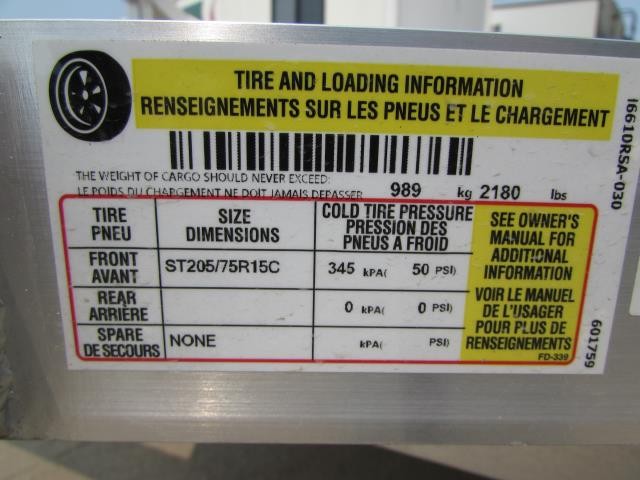 TIRE AND LOADING INFORMATION
RENSEIGNEMENTS SUR LES PNEUS ET LE CHARGEMENT
THE WEIGHT OF CARGO SHOULD NEVER EXCEED:
LE POIDS DU CHARGEMENT NE DOIT JAMAIS DEPASSER 989 kg 2180 lbs
TIRE
PNEU
SIZE
DIMENSIONS
COLD TIRE PRESSURE
PRESSION DES
PNEUS A FROID
FRONT
AVANT
ST205/75R15C
345 kPA( 50 PSI)
REAR
ARRIÈRE
0 kPA( 0 PSI)
SPARE
DE SECOURS
NONE
kPA( PSI)
SEE OWNER'S
MANUAL FOR
ADDITIONAL
INFORMATION
VOIR LE MANUEL
DE L'USAGER
POUR PLUS DE
RENSEIGNEMENTS
FD-339
I6610RSA-030
601759